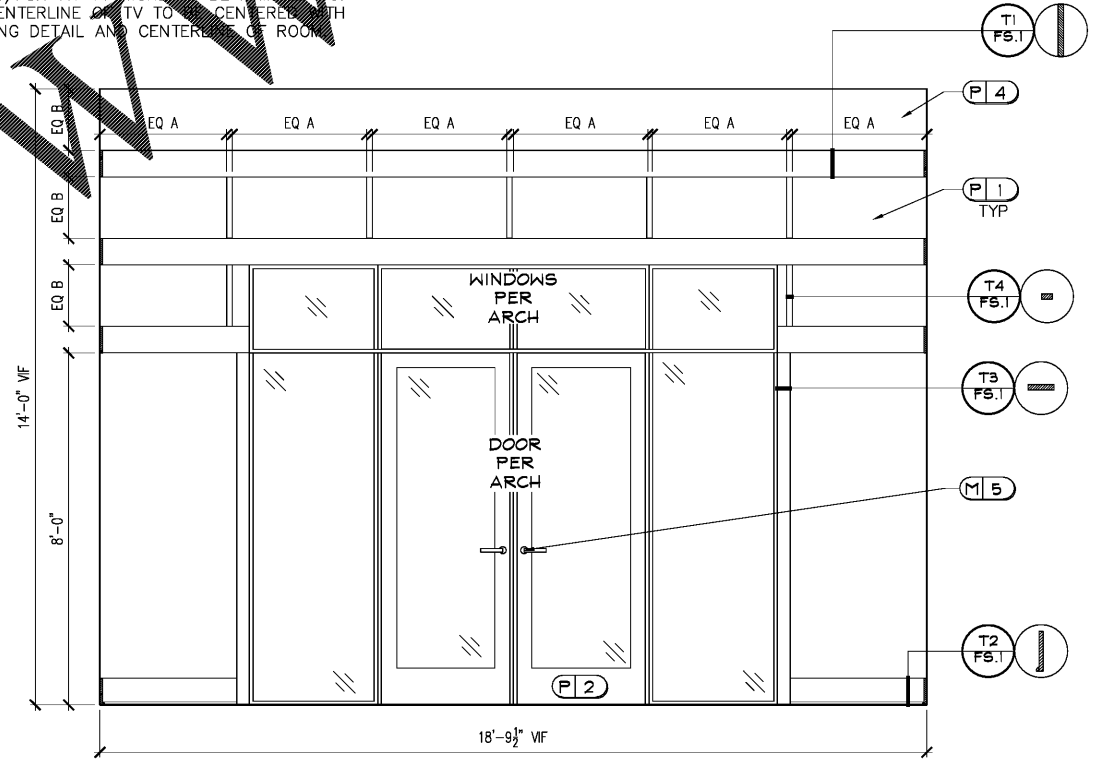 CENTERLINE OF TV TO BE CENTERED WITH
NG DETAIL AND CENTERLINE OF ROOM.
WWW
T1
FS.1
P 4
EQ B
EQ A
EQ A
EQ A
EQ A
EQ A
EQ A
EQ B
P 1
TYP
EQ B
WINDOWS
PER
ARCH
T4
FS.1
T3
FS.1
14'-0" VIF
DOOR
PER
ARCH
M 5
8'-0"
T2
FS.1
P 2
18'-9½" VIF